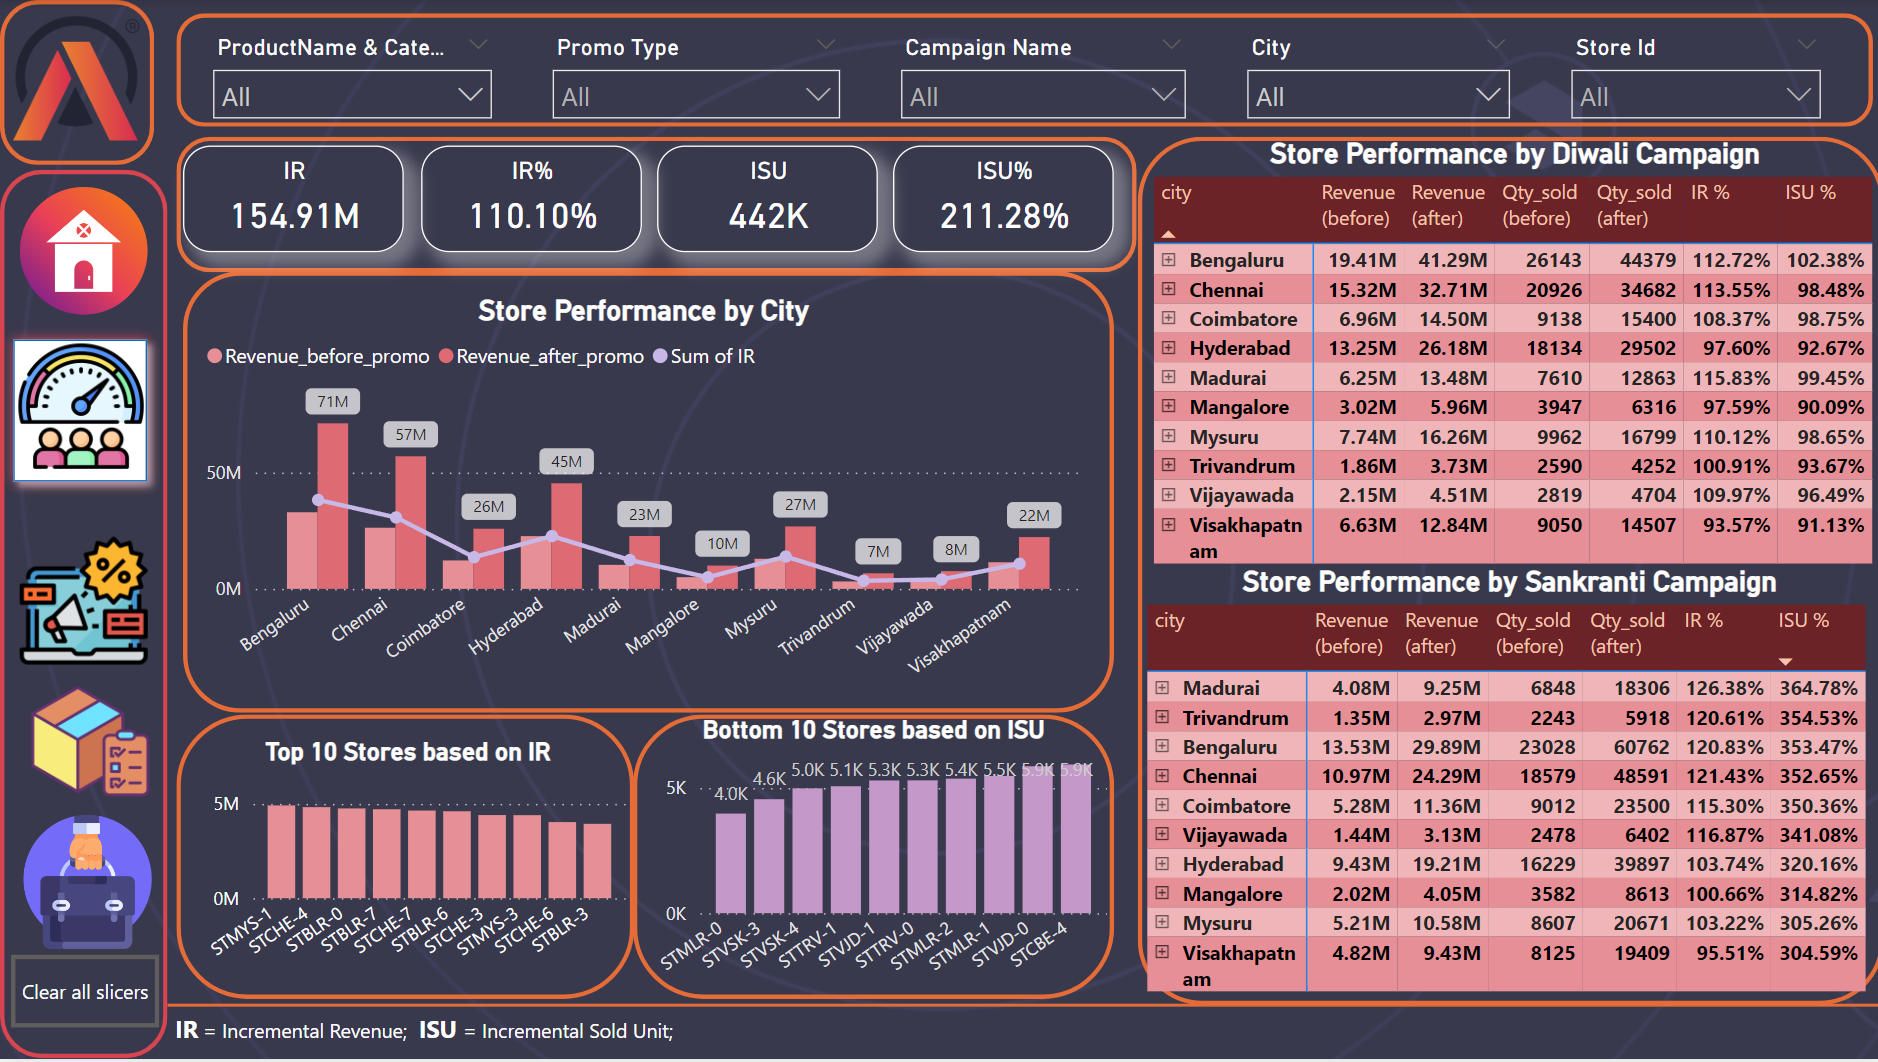 ®
ProductName & Cate...
Promo Type
Campaign Name
City
Store Id
All
All
All
All
All
IR
154.91M
IR%
110.10%
ISU
442K
ISU%
211.28%
Store Performance by City
Revenue_before_promo Revenue_after_promo Sum of IR
71M
57M
26M
45M
23M
10M
27M
7M
8M
22M
50M
0M
Bengaluru
Chennai
Coimbatore
Hyderabad
Madurai
Mangalore
Mysuru
Trivandrum
Vijayawada
Visakhapatnam
Top 10 Stores based on IR
5M
0M
STMYS-1
STCHE-4
STBLR-0
STBLR-7
STCHE-7
STBLR-6
STCHE-3
STMYS-3
STCHE-6
STBLR-3
Bottom 10 Stores based on ISU
5K
0K
4.0K 4.6K 5.0K 5.1K 5.3K 5.3K 5.4K 5.5K 5.9K 5.9K
STMLR-0
STVSK-3
STVSK-4
STTRV-1
STVJD-1
STTRV-0
STMLR-2
STMLR-1
STVJD-0
STCBE-4
Store Performance by Diwali Campaign
city Revenue Revenue Qty_sold Qty_sold IR % ISU %
(before) (after) (before) (after)
Bengaluru 19.41M 41.29M 26143 44379 112.72% 102.38%
Chennai 15.32M 32.71M 20926 34682 113.55% 98.48%
Coimbatore 6.96M 14.50M 9138 15400 108.37% 98.75%
Hyderabad 13.25M 26.18M 18134 29502 97.60% 92.67%
Madurai 6.25M 13.48M 7610 12863 115.83% 99.45%
Mangalore 3.02M 5.96M 3947 6316 97.59% 90.09%
Mysuru 7.74M 16.26M 9962 16799 110.12% 98.65%
Trivandrum 1.86M 3.73M 2590 4252 100.91% 93.67%
Vijayawada 2.15M 4.51M 2819 4704 109.97% 96.49%
Visakhapatn 6.63M 12.84M 9050 14507 93.57% 91.13%
am
Store Performance by Sankranti Campaign
city Revenue Revenue Qty_sold Qty_sold IR % ISU %
(before) (after) (before) (after)
Madurai 4.08M 9.25M 6848 18306 126.38% 364.78%
Trivandrum 1.35M 2.97M 2243 5918 120.61% 354.53%
Bengaluru 13.53M 29.89M 23028 60762 120.83% 353.47%
Chennai 10.97M 24.29M 18579 48591 121.43% 352.65%
Coimbatore 5.28M 11.36M 9012 23500 115.30% 350.36%
Vijayawada 1.44M 3.13M 2478 6402 116.87% 341.08%
Hyderabad 9.43M 19.21M 16229 39897 103.74% 320.16%
Mangalore 2.02M 4.05M 3582 8613 100.66% 314.82%
Mysuru 5.21M 10.58M 8607 20671 103.22% 305.26%
Visakhapatn 4.82M 9.43M 8125 19409 95.51% 304.59%
am
%
Clear all slicers
IR = Incremental Revenue; ISU = Incremental Sold Unit;